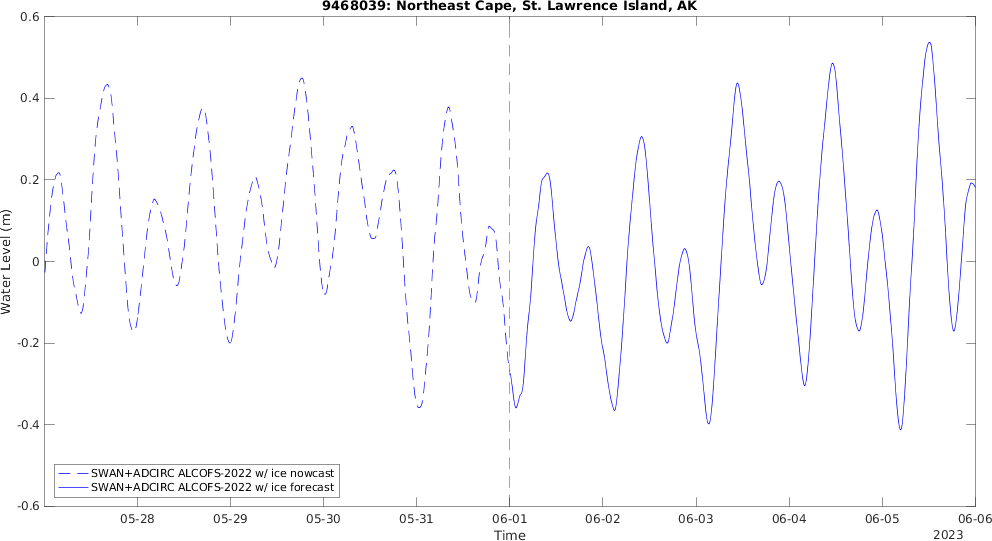 9468039: Northeast Cape, St. Lawrence Island, AK
0.6
0.4
0.2
0
-0.2
-0.4
-0.6
Water Level (m)
SWAN+ADCIRC ALCOFS-2022 w/ ice nowcast
SWAN+ADCIRC ALCOFS-2022 w/ ice forecast
05-28 05-29 05-30 05-31 06-01 06-02 06-03 06-04 06-05 06-06
Time
2023